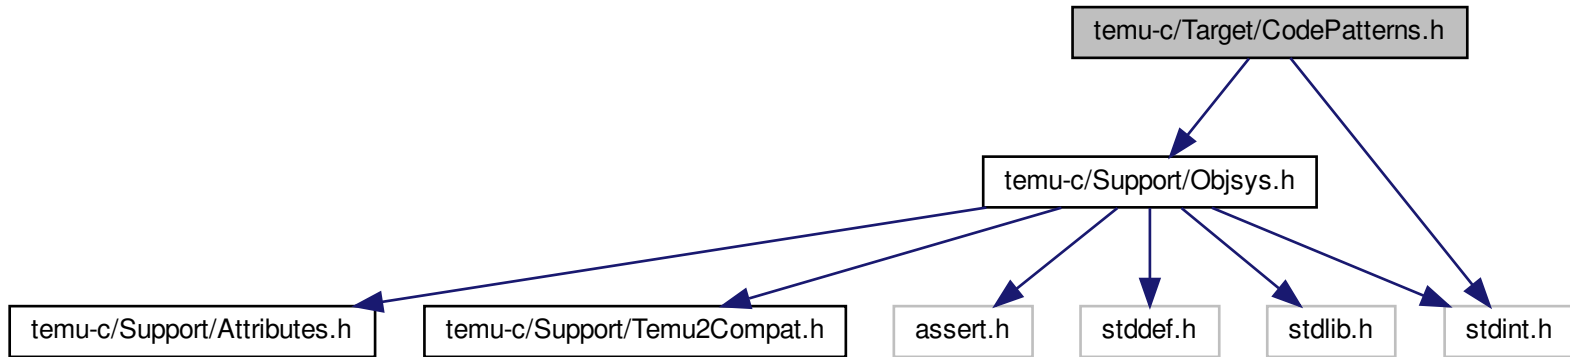 temu-c/Target/CodePatterns.h
temu-c/Support/Objsys.h
temu-c/Support/Attributes.h
temu-c/Support/Temu2Compat.h
assert.h
stddef.h
stdlib.h
stdint.h